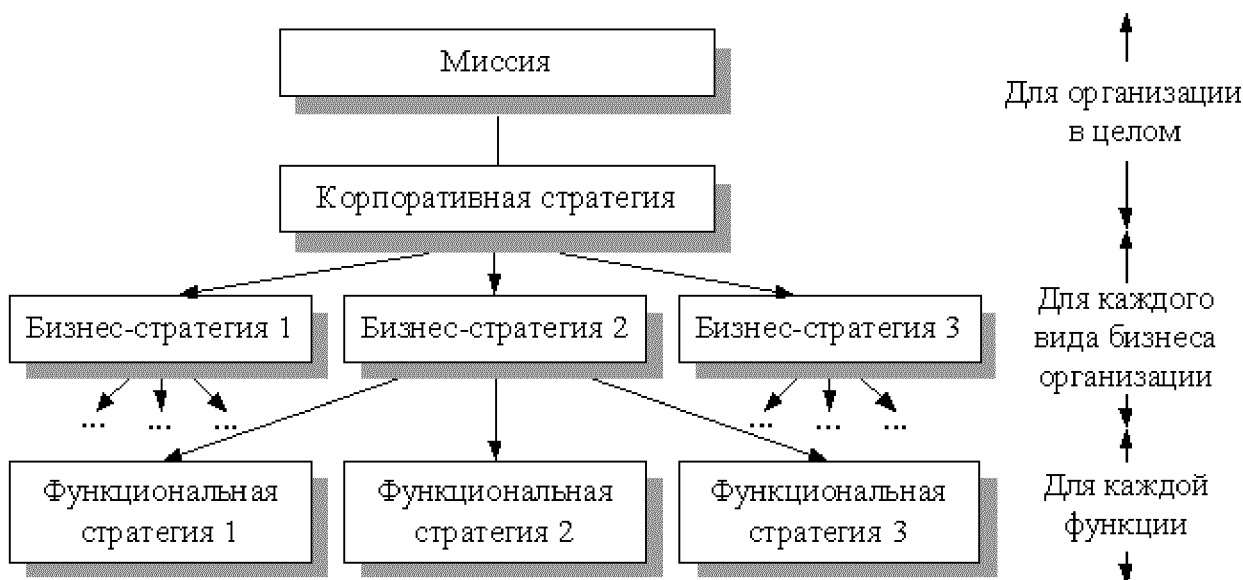 Миссия
Для организации
в целом
Корпоративная стратегия
Бизнес-стратегия 1
Бизнес-стратегия 2
Бизнес-стратегия 3
Для каждого
вида бизнеса
организации
... ... ...
... ... ...
Функциональная
стратегия 1
Функциональная
стратегия 2
Функциональная
стратегия 3
Для каждой
функции